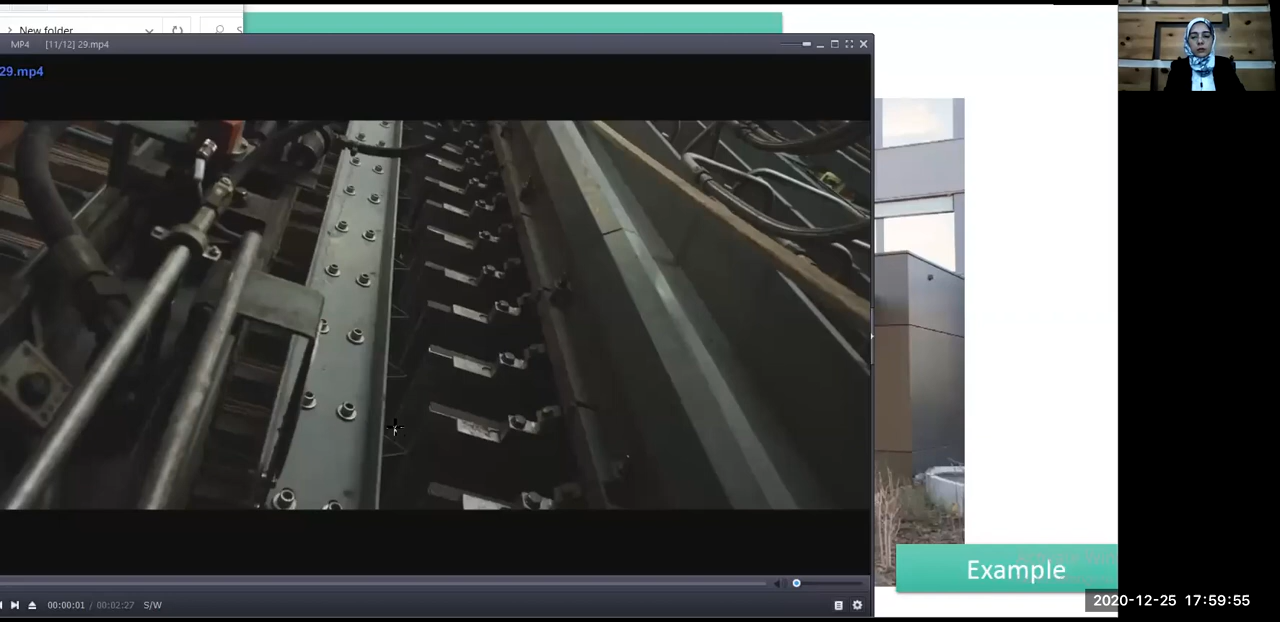 New folder
S
MP4 [11/12] 29.mp4
29.mp4
Example
00:00:01 / 00:02:27 S/W
2020-12-25 17:59:55